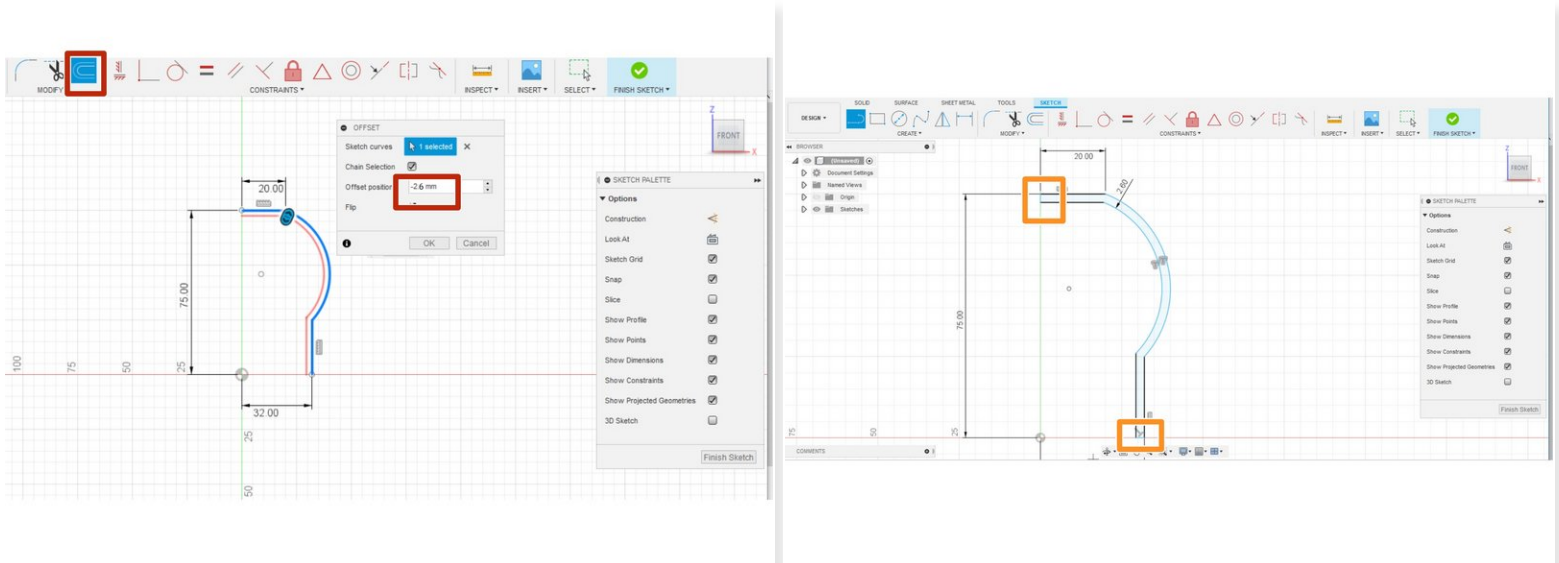 MODIFY
CONSTRAINTS ▾
INSPECT ▾
INSERT ▾
SELECT ▾
FINISH SKETCH ▾
Z
FRONT
X
OFFSET
Sketch curves
1 selected
Chain Selection
Offset position
-2.6 mm
Flip
OK
Cancel
20.00
75.00
32.00
100
75
50
25
25
50
SKETCH PALETTE
▼ Options
Construction
Look At
Sketch Grid
Snap
Slice
Show Profile
Show Points
Show Dimensions
Show Constraints
Show Projected Geometries
3D Sketch
Finish Sketch
SOLID
SURFACE
SHEET METAL
TOOLS
SKETCH
DESIGN ▾
CREATE ▾
MODIFY ▾
CONSTRAINTS ▾
INSPECT ▾
INSERT ▾
SELECT ▾
FINISH SKETCH ▾
BROWSER
(Unsaved)
Document Settings
Named Views
Origin
Sketches
20.00
2.60
75.00
75
50
25
Z
FRONT
X
SKETCH PALETTE
▼ Options
Construction
Look At
Sketch Grid
Snap
Slice
Show Profile
Show Points
Show Dimensions
Show Constraints
Show Projected Geometries
3D Sketch
Finish Sketch
COMMENTS